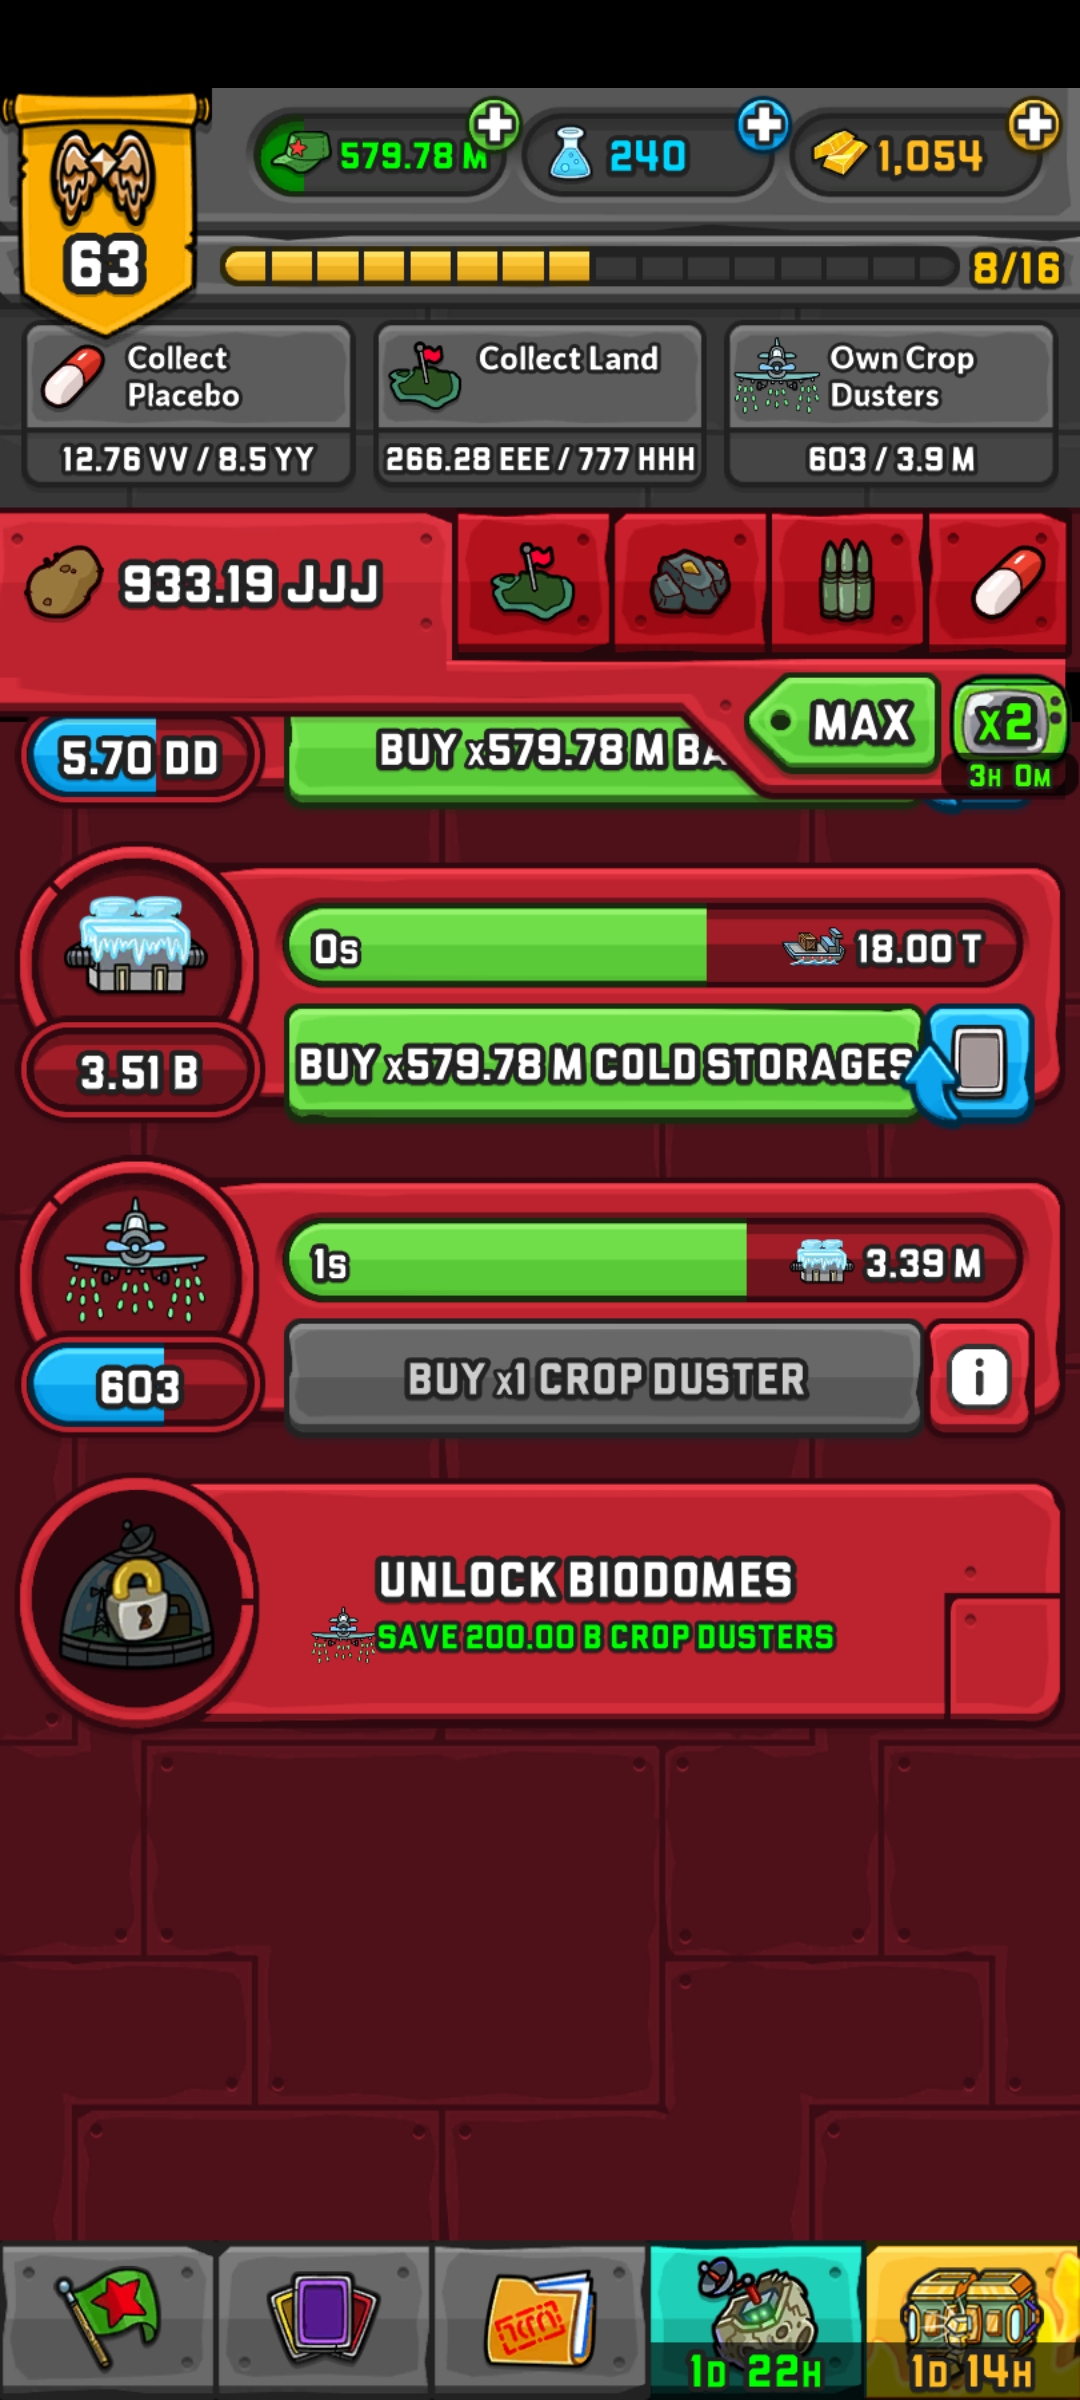 579.78 M
240
1,054
63
8/16
Collect
Placebo
12.76 VV / 8.5 YY
Collect Land
266.28 EEE / 777 HHH
Own Crop
Dusters
603 / 3.9 M
933.19 JJJ
MAX
x2
3H 0M
5.70 DD
BUY x579.78 M BA
0s
18.00 T
3.51 B
BUY x579.78 M COLD STORAGES
1s
3.39 M
603
BUY x1 CROP DUSTER
i
UNLOCK BIODOMES
SAVE 200.00 B CROP DUSTERS
1D 22H
1D 14H